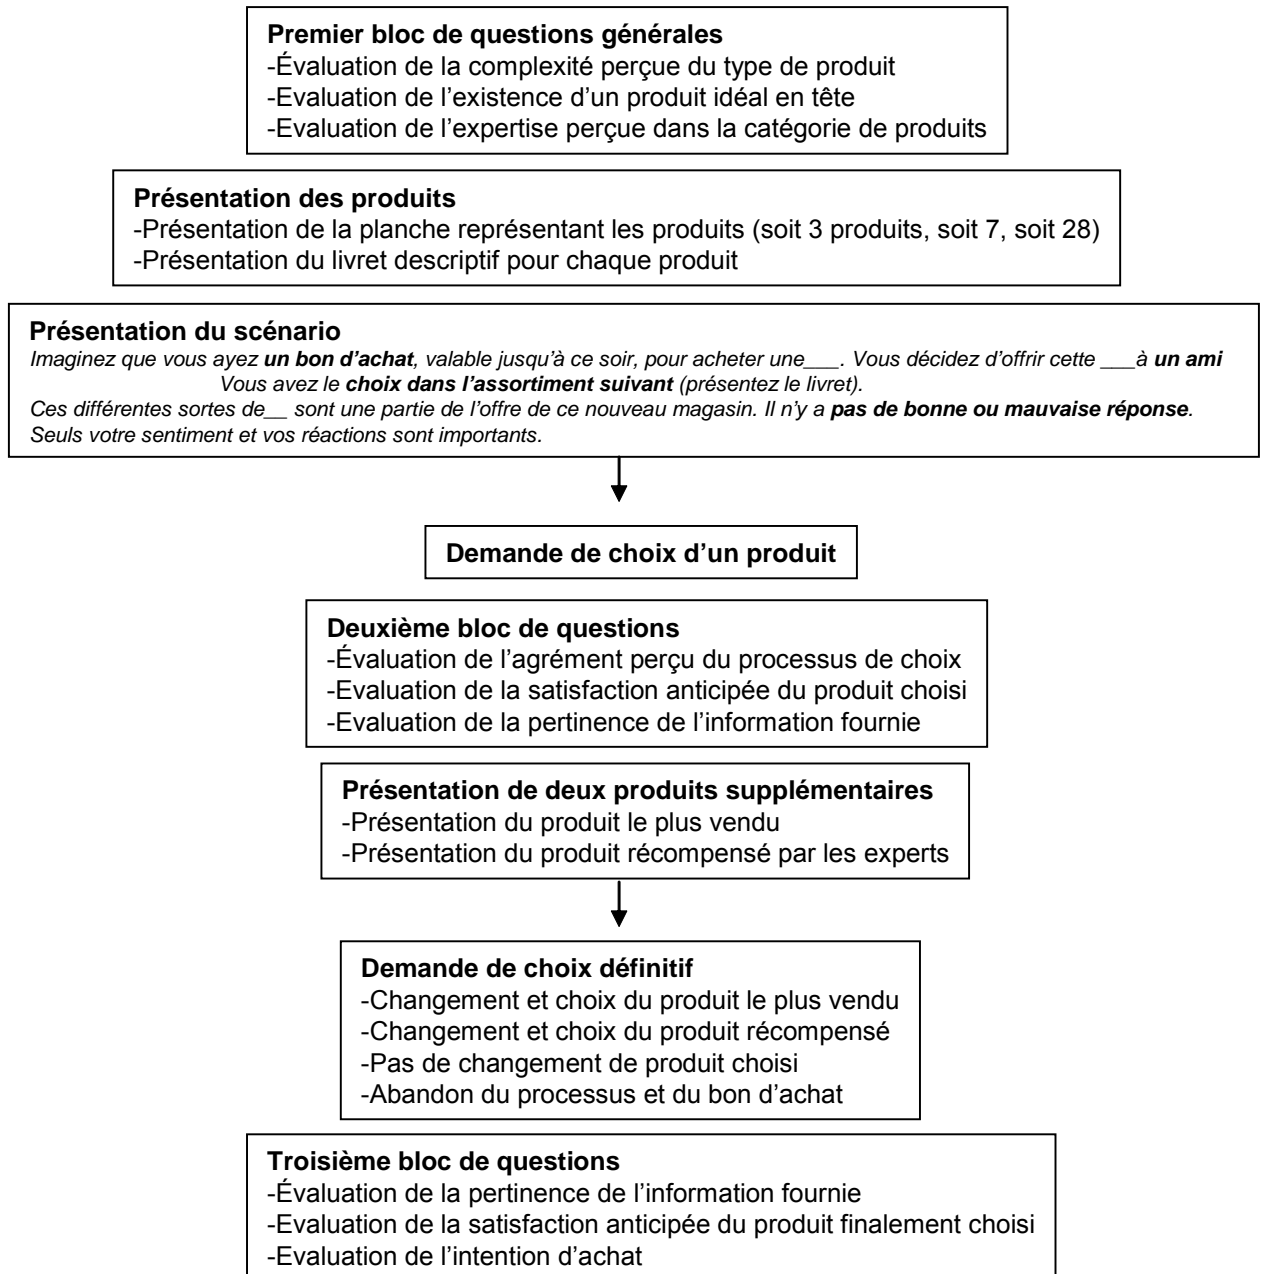 Premier bloc de questions générales
-Évaluation de la complexité perçue du type de produit
-Evaluation de l’existence d’un produit idéal en tête
-Evaluation de l’expertise perçue dans la catégorie de produits
Présentation des produits
-Présentation de la planche représentant les produits (soit 3 produits, soit 7, soit 28)
-Présentation du livret descriptif pour chaque produit
Présentation du scénario
Imaginez que vous ayez un bon d’achat, valable jusqu’à ce soir, pour acheter une___. Vous décidez d’offrir cette ___à un ami
Vous avez le choix dans l’assortiment suivant (présentez le livret).
Ces différentes sortes de__ sont une partie de l’offre de ce nouveau magasin. Il n’y a pas de bonne ou mauvaise réponse.
Seuls votre sentiment et vos réactions sont importants.
Demande de choix d’un produit
Deuxième bloc de questions
-Évaluation de l’agrément perçu du processus de choix
-Evaluation de la satisfaction anticipée du produit choisi
-Evaluation de la pertinence de l’information fournie
Présentation de deux produits supplémentaires
-Présentation du produit le plus vendu
-Présentation du produit récompensé par les experts
Demande de choix définitif
-Changement et choix du produit le plus vendu
-Changement et choix du produit récompensé
-Pas de changement de produit choisi
-Abandon du processus et du bon d’achat
Troisième bloc de questions
-Évaluation de la pertinence de l’information fournie
-Evaluation de la satisfaction anticipée du produit finalement choisi
-Evaluation de l’intention d’achat